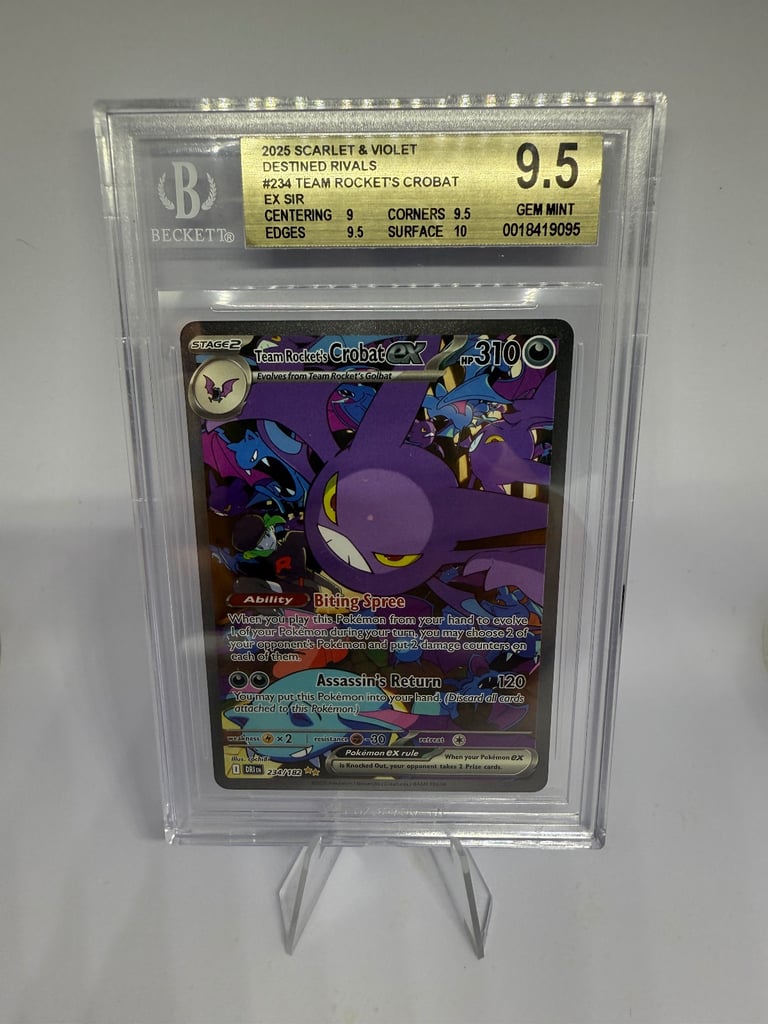 2025 SCARLET & VIOLET
DESTINED RIVALS
#234 TEAM ROCKET'S CROBAT
EX SIR
CENTERING 9 CORNERS 9.5
EDGES 9.5 SURFACE 10
9.5
GEM MINT
0018419095
B
BECKETT®
STAGE2
Team Rocket's Crobat ex HP 310
Evolves from Team Rocket's Golbat
R
Ability Biting Spree
When you play this Pokémon from your hand to evolve
1 of your Pokémon during your turn, you may choose 2 of
your opponent's Pokémon and put 2 damage counters on
each of them.
Assassin's Return 120
You may put this Pokémon into your hand. (Discard all cards
attached to this Pokémon.)
weakness ×2 resistance -30 retreat
Illus.
I DRI EN 234/182
Pokémon ex rule When your Pokémon ex
is Knocked Out, your opponent takes 2 Prize cards.